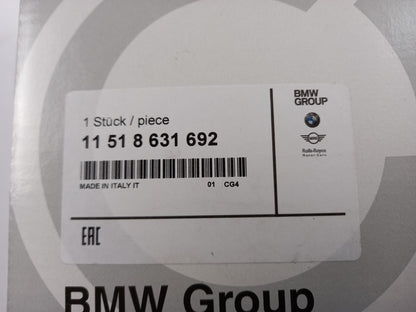 1 Stück / piece
11 51 8 631 692
MADE IN ITALY IT 01 CG4
EAC
BMW
GROUP
Rolls-Royce
Motor Cars
BMW Group